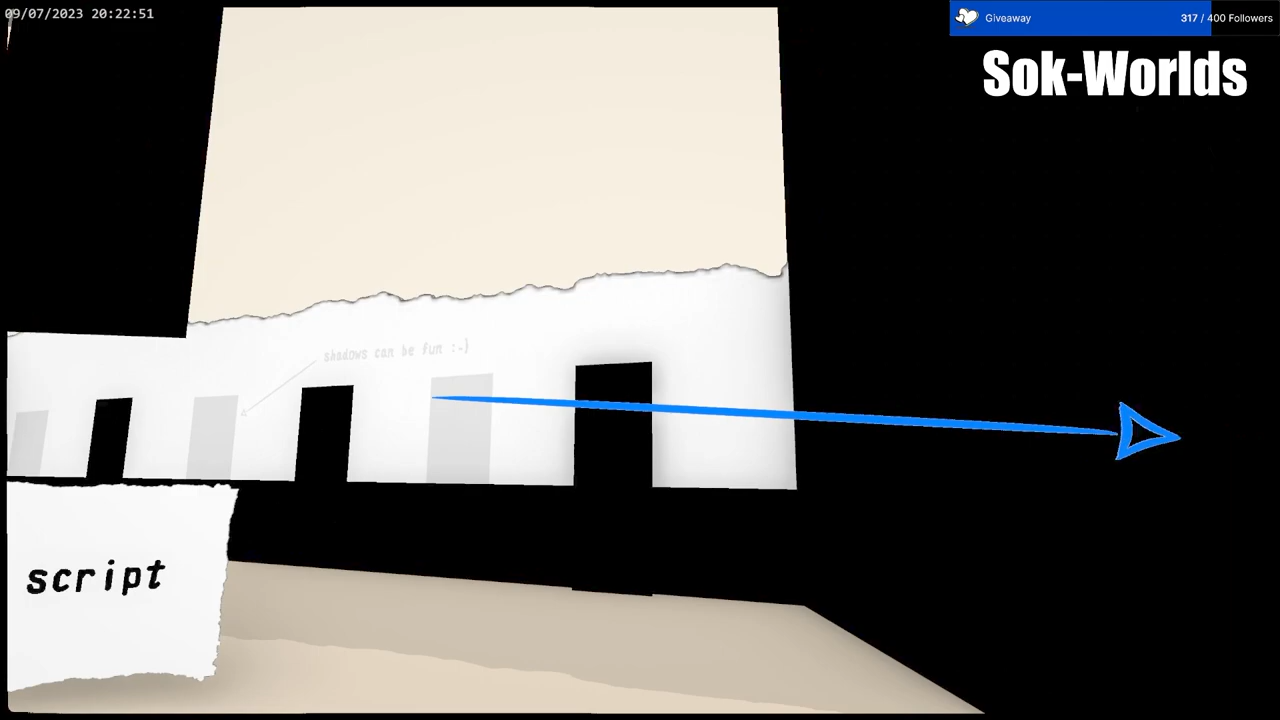 09/07/2023 20:22:51
Giveaway
317 / 400 Followers
Sok-Worlds
shadows can be fun :-}
script